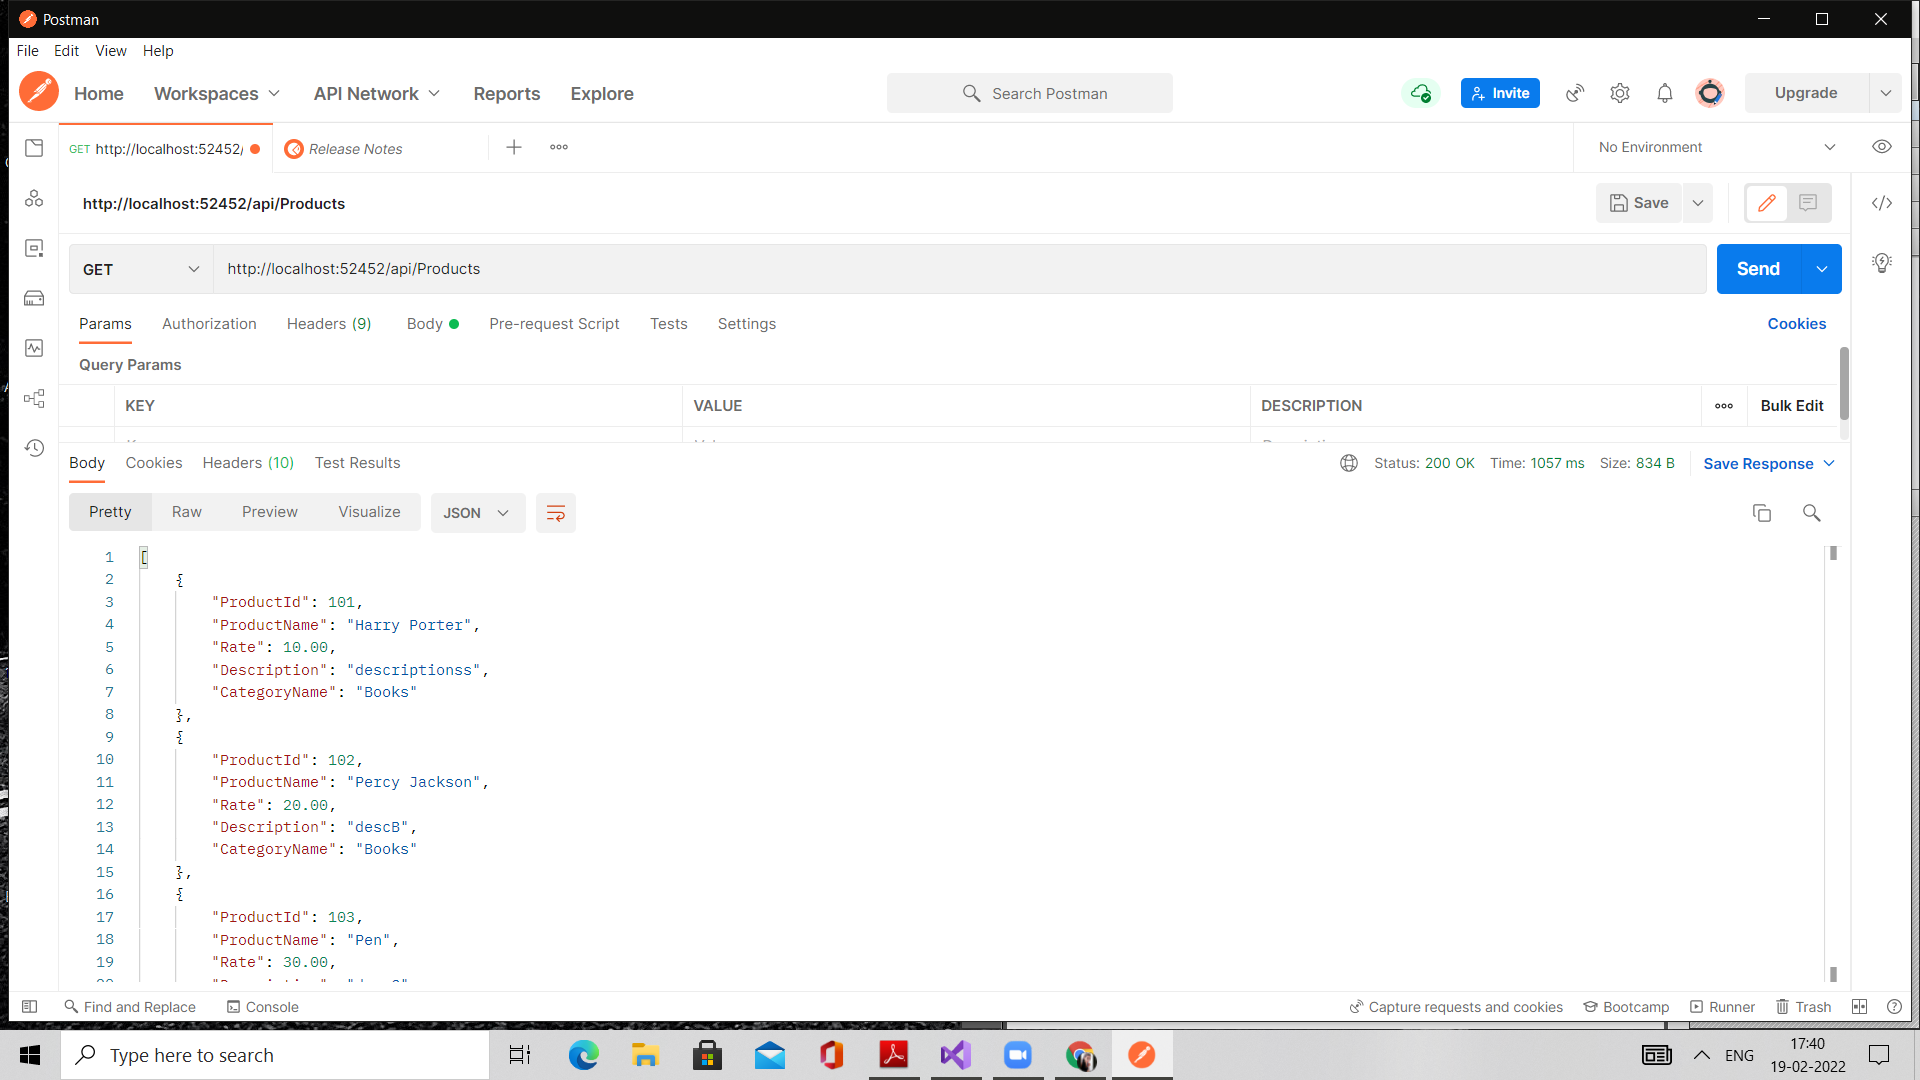 Postman
File Edit View Help
Home Workspaces API Network Reports Explore Search Postman Invite Upgrade
GET http://localhost:52452/ Release Notes No Environment
http://localhost:52452/api/Products Save
GET http://localhost:52452/api/Products Send
Params Authorization Headers (9) Body Pre-request Script Tests Settings Cookies
Query Params
KEY VALUE DESCRIPTION Bulk Edit
Body Cookies Headers (10) Test Results Status: 200 OK Time: 1057 ms Size: 834 B Save Response
Pretty Raw Preview Visualize JSON
1 [
2 {
3 "ProductId": 101,
4 "ProductName": "Harry Porter",
5 "Rate": 10.00,
6 "Description": "descriptionss",
7 "CategoryName": "Books"
8 },
9 {
10 "ProductId": 102,
11 "ProductName": "Percy Jackson",
12 "Rate": 20.00,
13 "Description": "descB",
14 "CategoryName": "Books"
15 },
16 {
17 "ProductId": 103,
18 "ProductName": "Pen",
19 "Rate": 30.00,
Find and Replace Console Capture requests and cookies Bootcamp Runner Trash
Type here to search ENG 17:40
19-02-2022